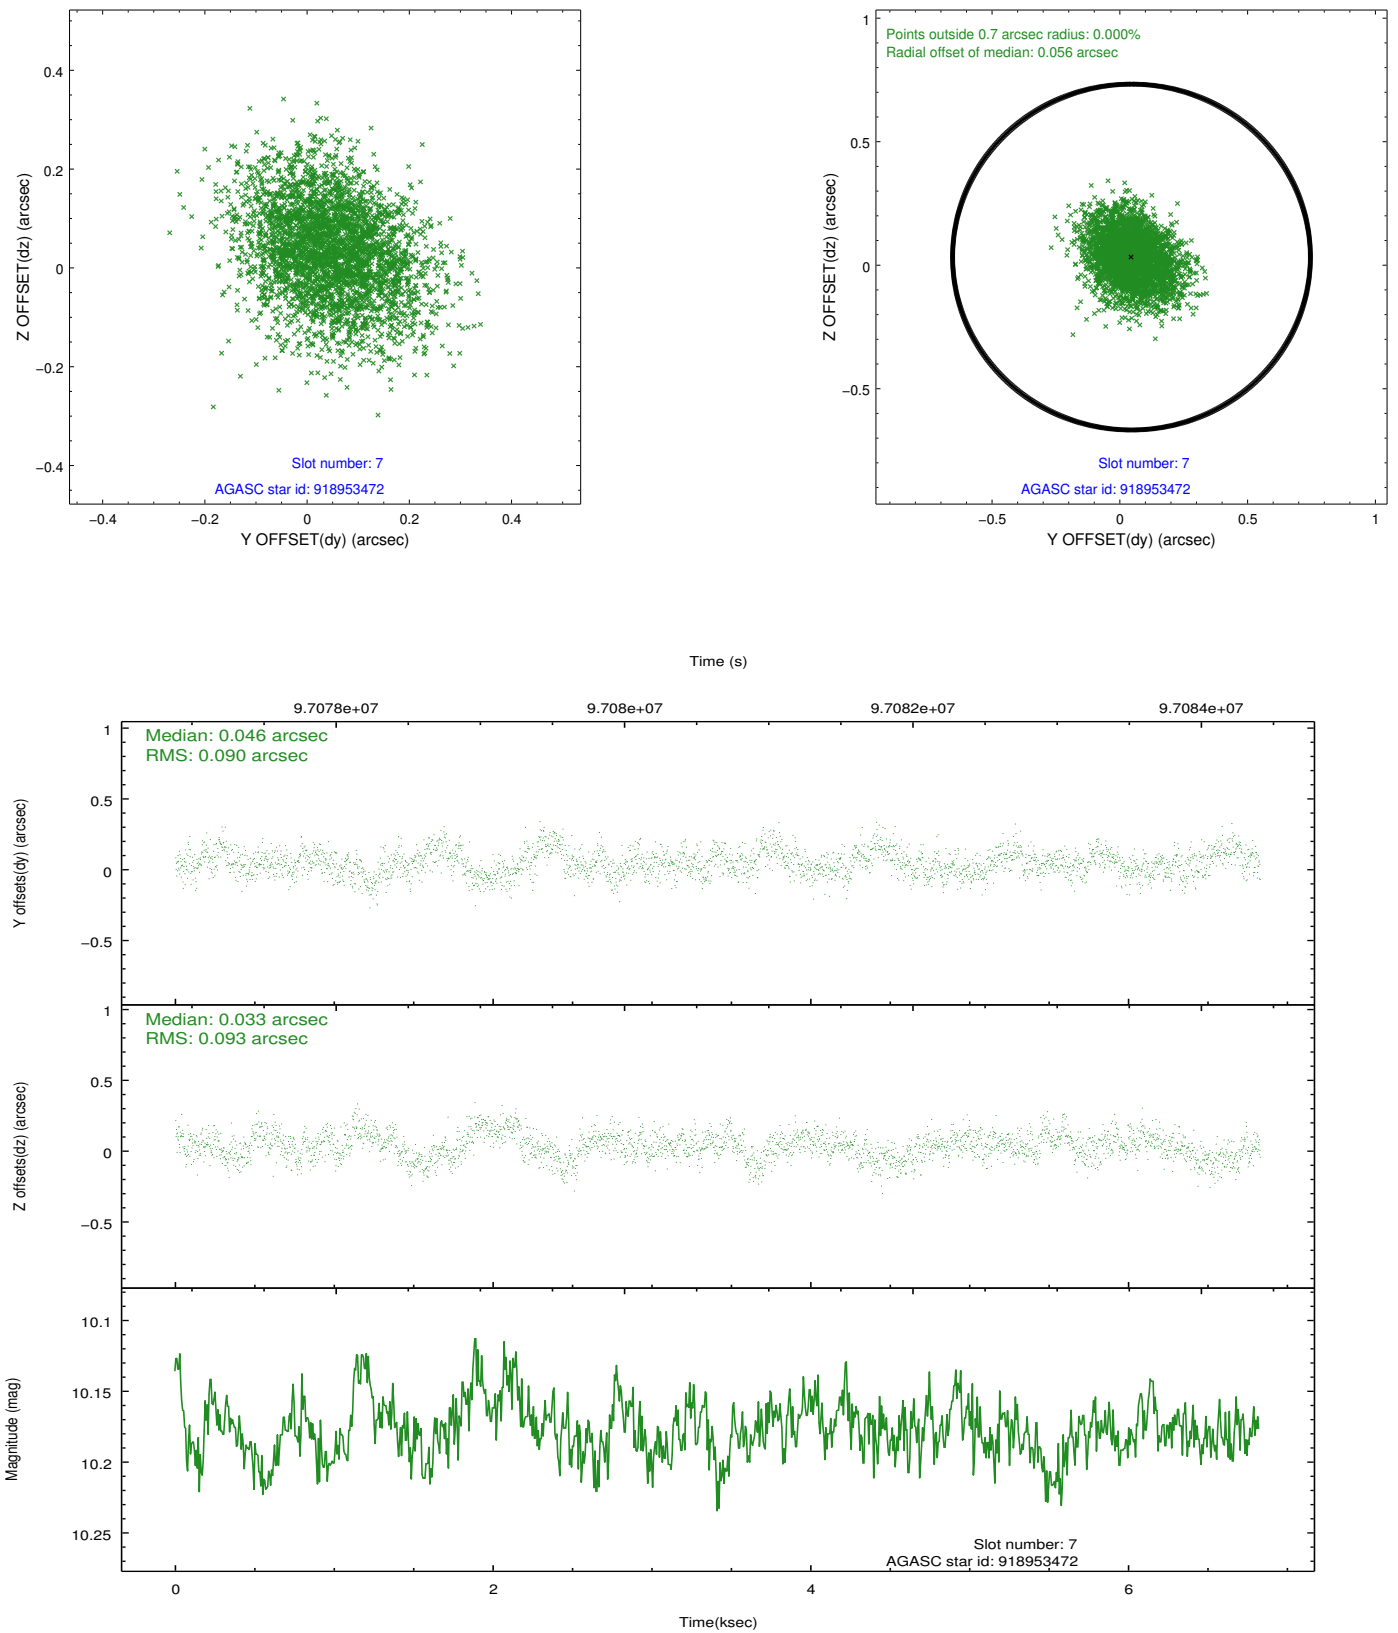 0.4
0.2
0
−0.2
−0.4
Z OFFSET(dz) (arcsec)
Slot number: 7
AGASC star id: 918953472
−0.4
−0.2
0
0.2
0.4
Y OFFSET(dy) (arcsec)
Points outside 0.7 arcsec radius: 0.000%
Radial offset of median: 0.056 arcsec
1
0.5
0
−0.5
Z OFFSET(dz) (arcsec)
Slot number: 7
AGASC star id: 918953472
−0.5
0
0.5
1
Y OFFSET(dy) (arcsec)
Time (s)
9.7078e+07
9.708e+07
9.7082e+07
9.7084e+07
Median: 0.046 arcsec
RMS: 0.090 arcsec
1
0.5
0
−0.5
Y offsets(dy) (arcsec)
Median: 0.033 arcsec
RMS: 0.093 arcsec
1
0.5
0
−0.5
Z offsets(dz) (arcsec)
10.1
10.15
10.2
10.25
Magnitude (mag)
Slot number: 7
AGASC star id: 918953472
0
2
4
6
Time(ksec)